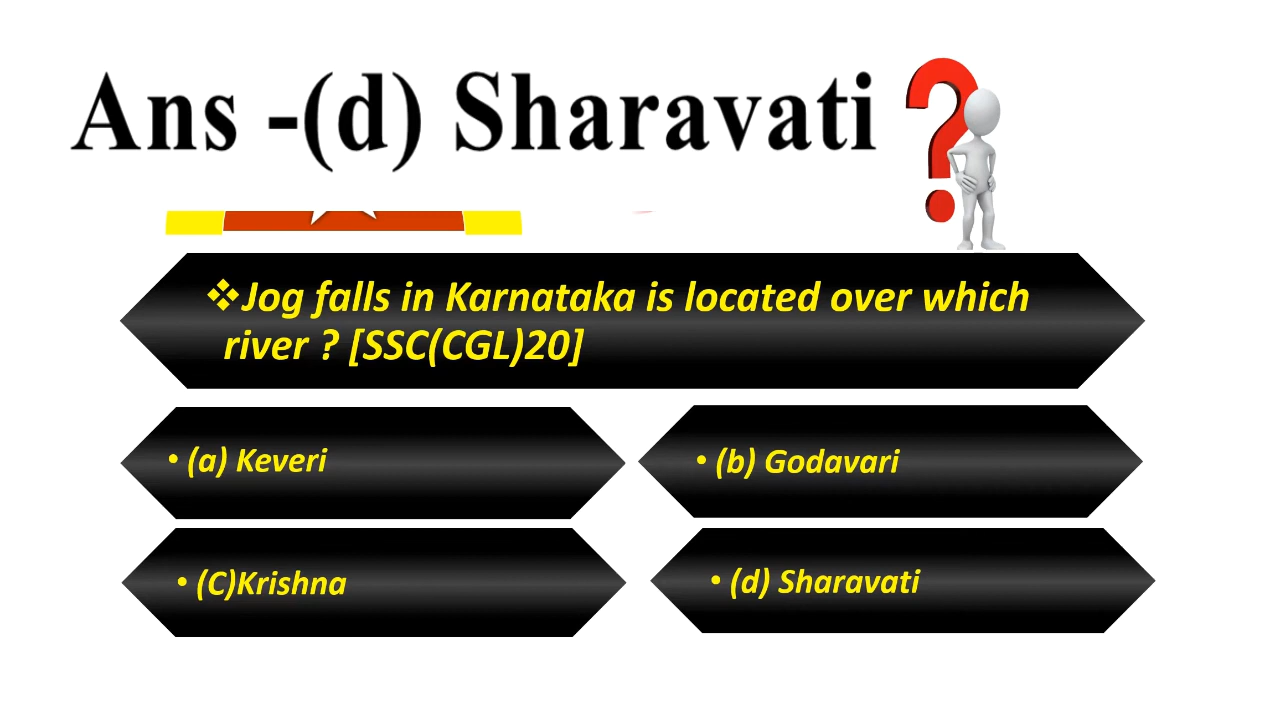 Ans -(d) Sharavati
❖Jog falls in Karnataka is located over which
river ? [SSC(CGL)20]
• (a) Keveri
• (b) Godavari
• (C)Krishna
• (d) Sharavati